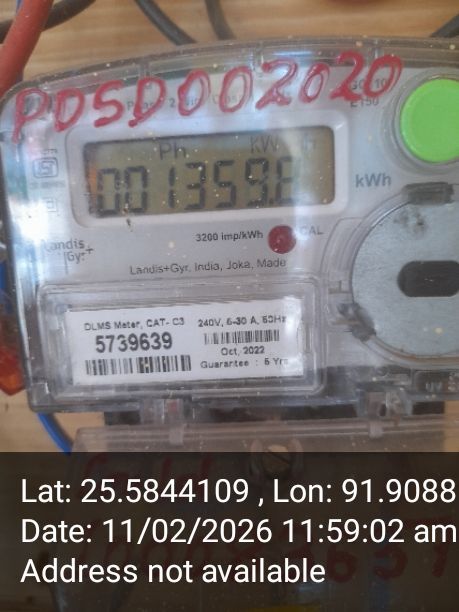 PDSD002020
E150
Ph kW h
001359.8
kWh
Landis+
Gyr
3200 imp/kWh
CAL
Landis+Gyr, India, Joka, Made
DLMS Meter, CAT- C3
240V, 5-30 A, 50Hz
5739639
Oct, 2022
Guarantee : 5 Yrs
Lat: 25.5844109 , Lon: 91.9088
Date: 11/02/2026 11:59:02 am
Address not available